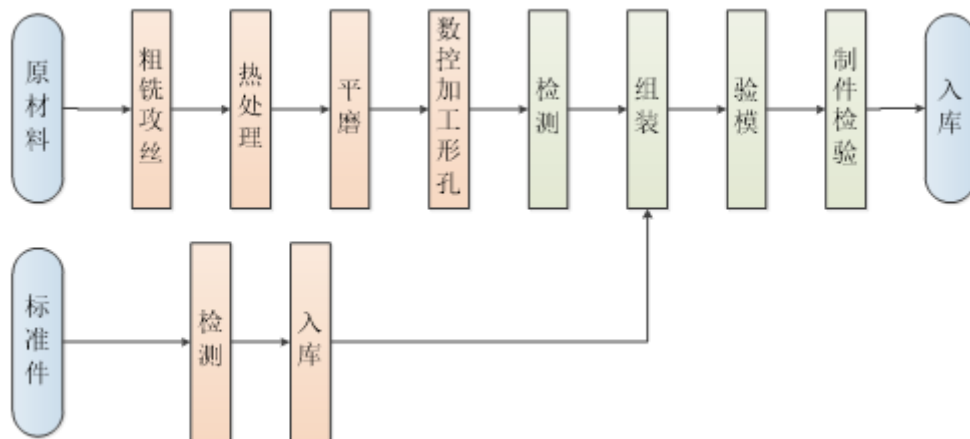 原材料
粗铣攻丝
热处理
平磨
数控加工形孔
检测
组装
验模
制件检验
入库
标准件
检测
入库